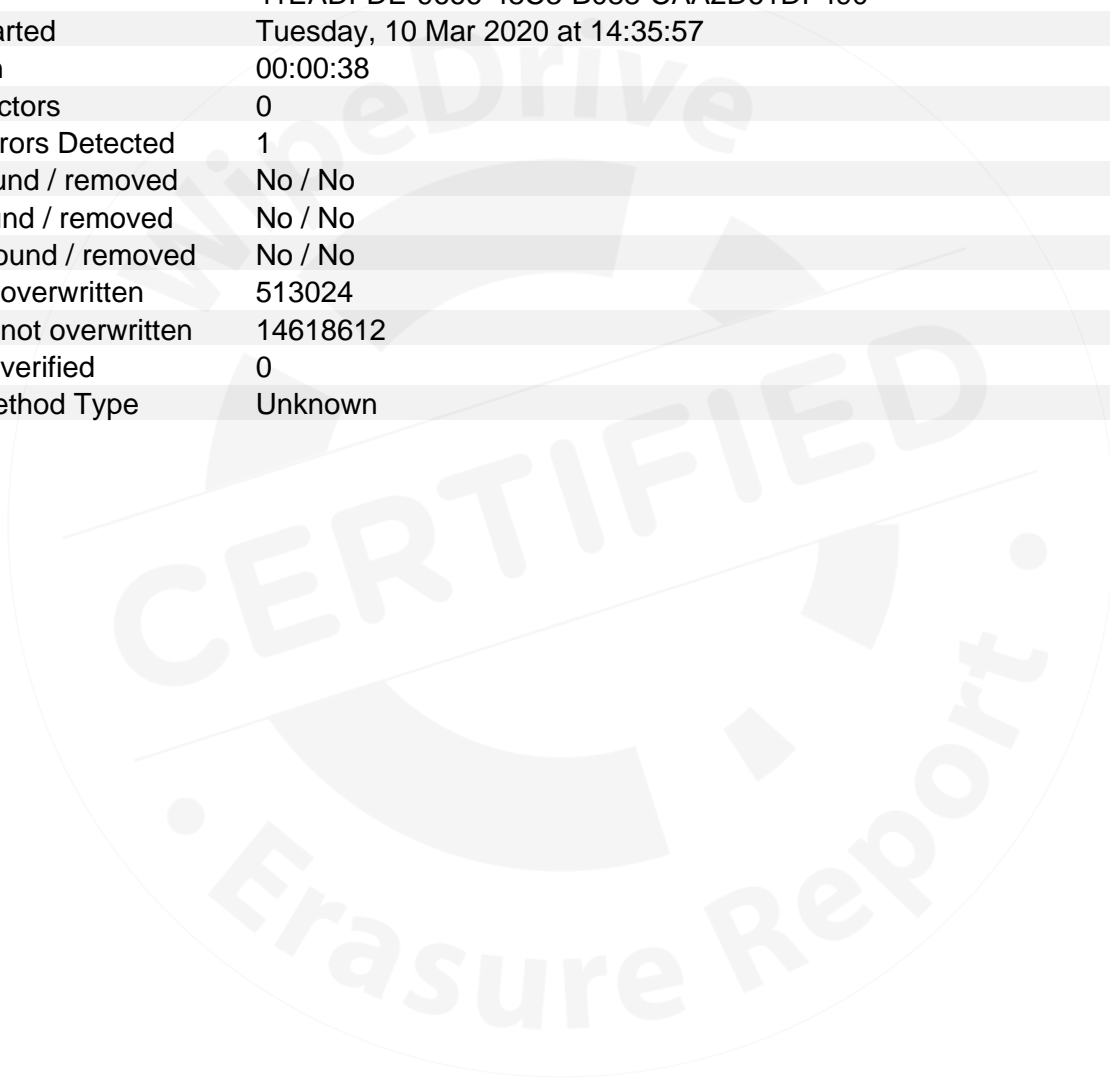 arted Tuesday, 10 Mar 2020 at 14:35:57
00:00:38
ctors 0
rors Detected 1
und / removed No / No
und / removed No / No
ound / removed No / No
overwritten 513024
not overwritten 14618612
verified 0
ethod Type Unknown
WipeDrive
CERTIFIED
• Erasure Report •